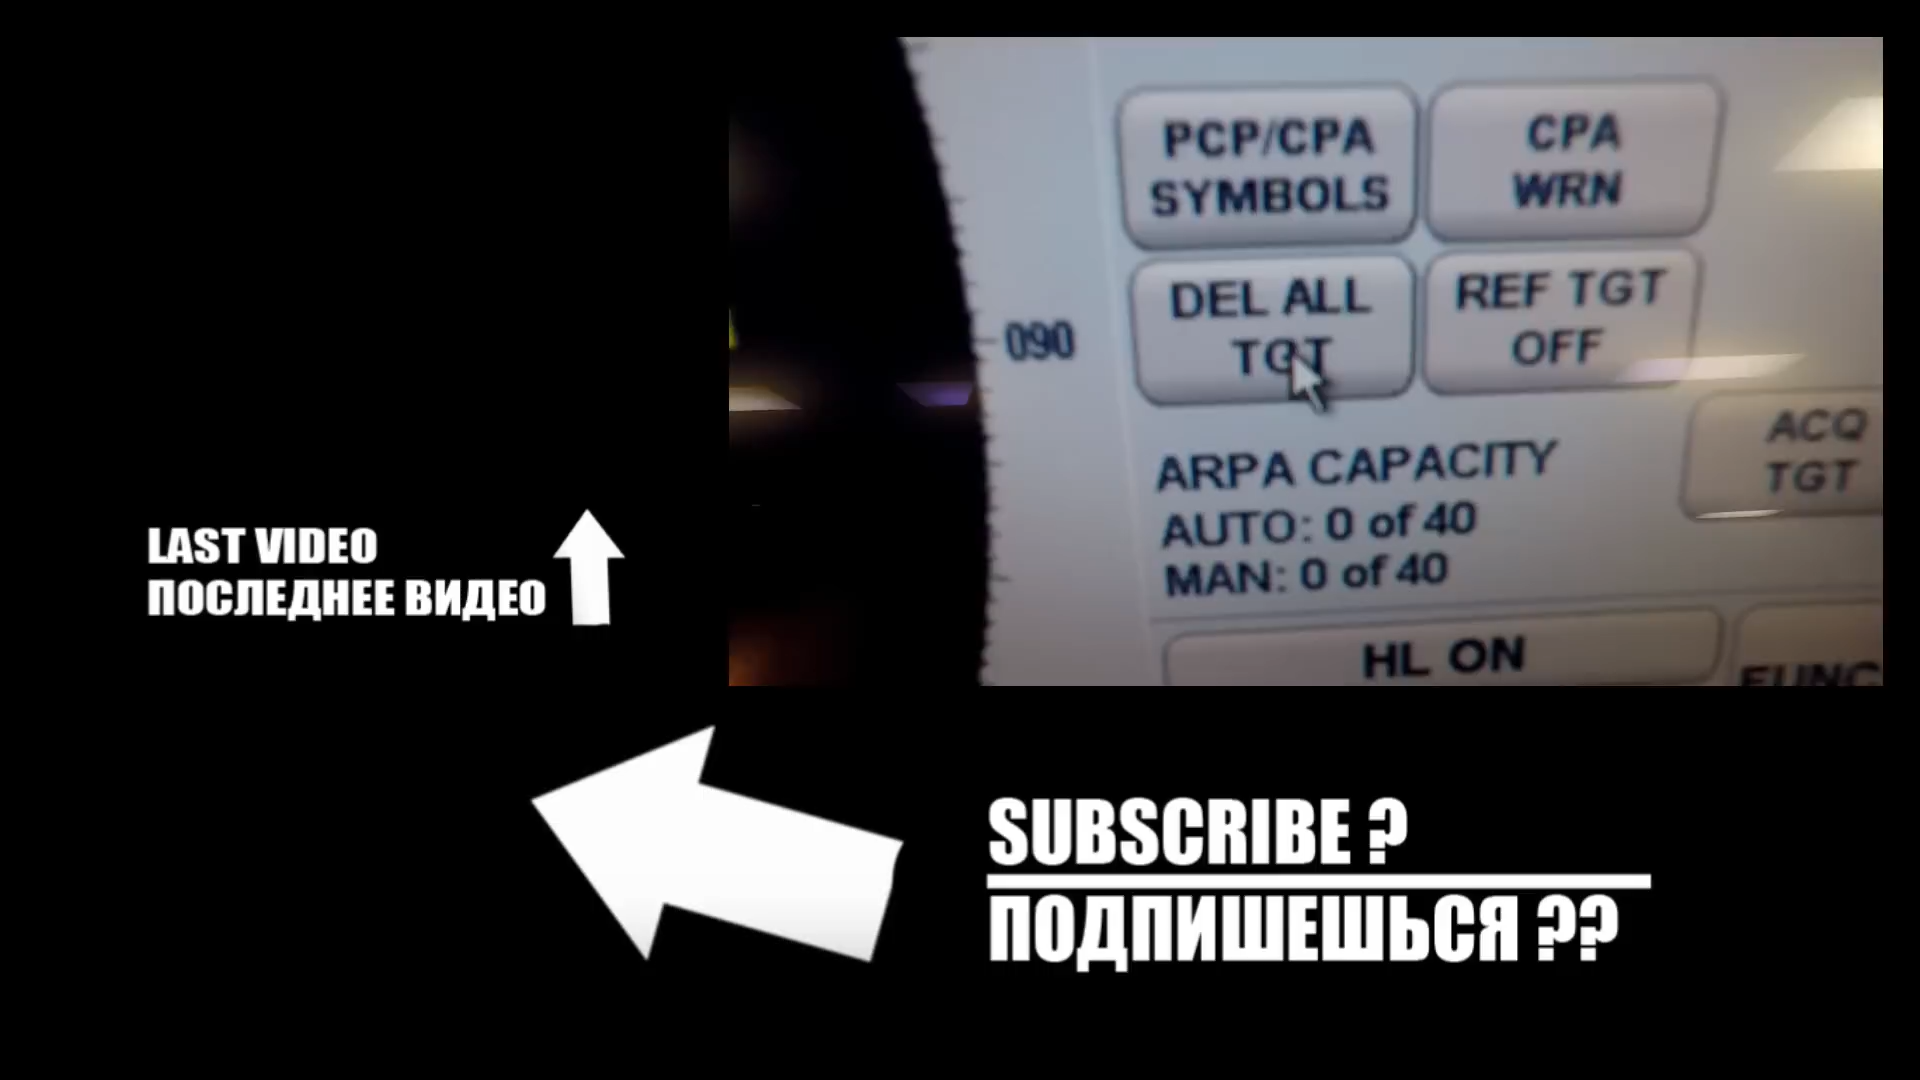 PCP/CPA
SYMBOLS
CPA
WRN
DEL ALL
TGT
REF TGT
OFF
090
ACQ
TGT
ARPA CAPACITY
AUTO: 0 of 40
MAN: 0 of 40
HL ON
FUNC
LAST VIDEO
ПОСЛЕДНЕЕ ВИДЕО
SUBSCRIBE ?
ПОДПИШЕШЬСЯ ??